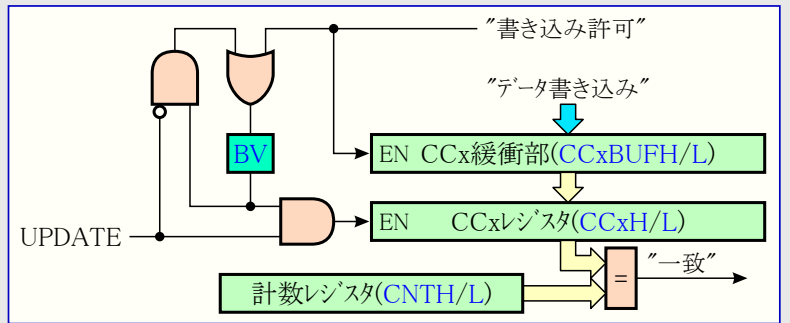 "書き込み許可"
"データ書き込み"
BV
EN CCx緩衝部(CCxBUFH/L)
EN CCxレジスタ(CCxH/L)
UPDATE
"一致"
=
計数レジスタ(CNTH/L)